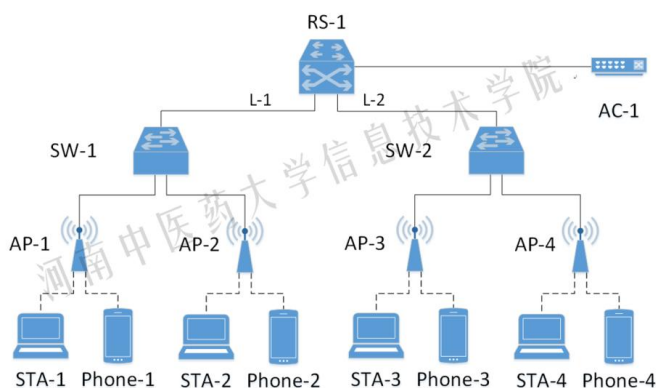 RS-1
L-1
L-2
AC-1
SW-1
SW-2
AP-1
AP-2
AP-3
AP-4
STA-1
Phone-1
STA-2
Phone-2
STA-3
Phone-3
STA-4
Phone-4
河南中医药大学信息技术学院